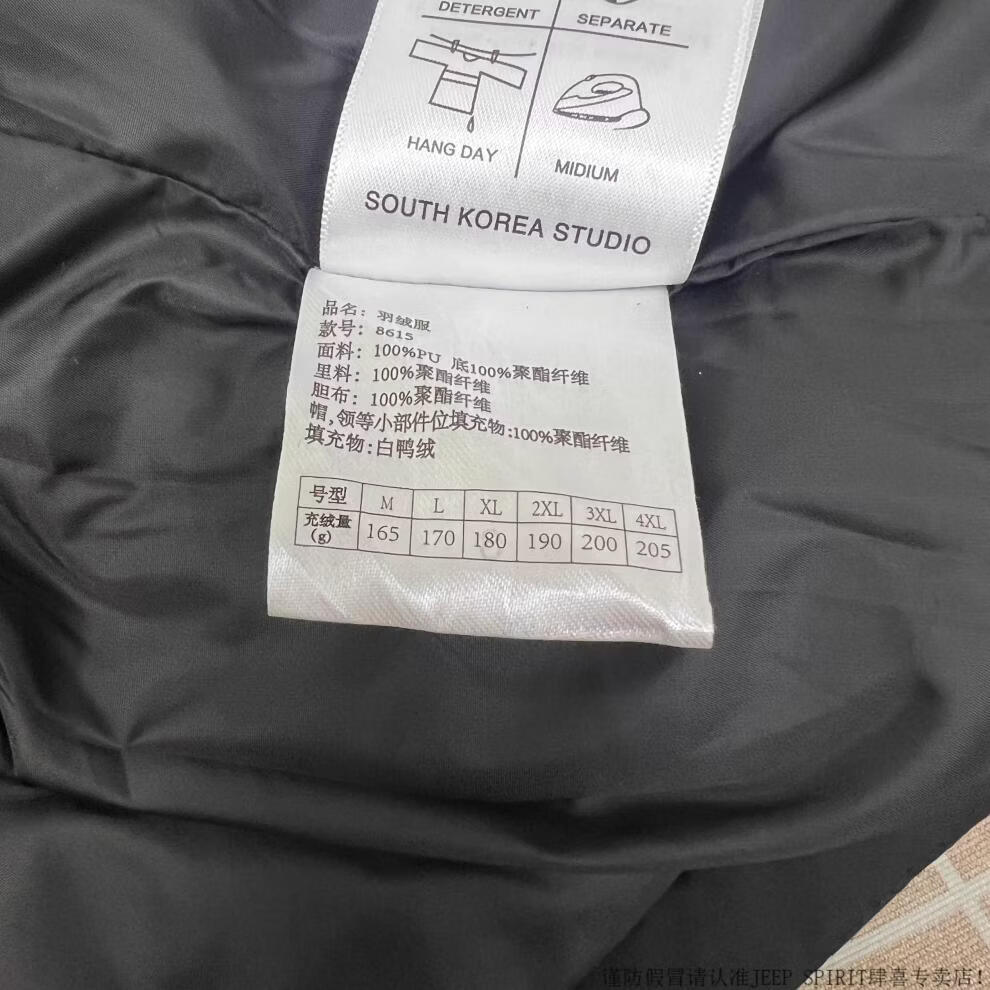 DETERGENT
SEPARATE
HANG DAY
MIDIUM
SOUTH KOREA STUDIO
品名：羽绒服
款号：8615
面料：100%PU 底100%聚酯纤维
里料：100%聚酯纤维
胆布：100%聚酯纤维
帽,领等小部件位填充物:100%聚酯纤维
填充物:白鸭绒
号型 M L XL 2XL 3XL 4XL
充绒量(g) 165 170 180 190 200 205
谨防假冒请认准JEEP SPIRIT肆喜专卖店！